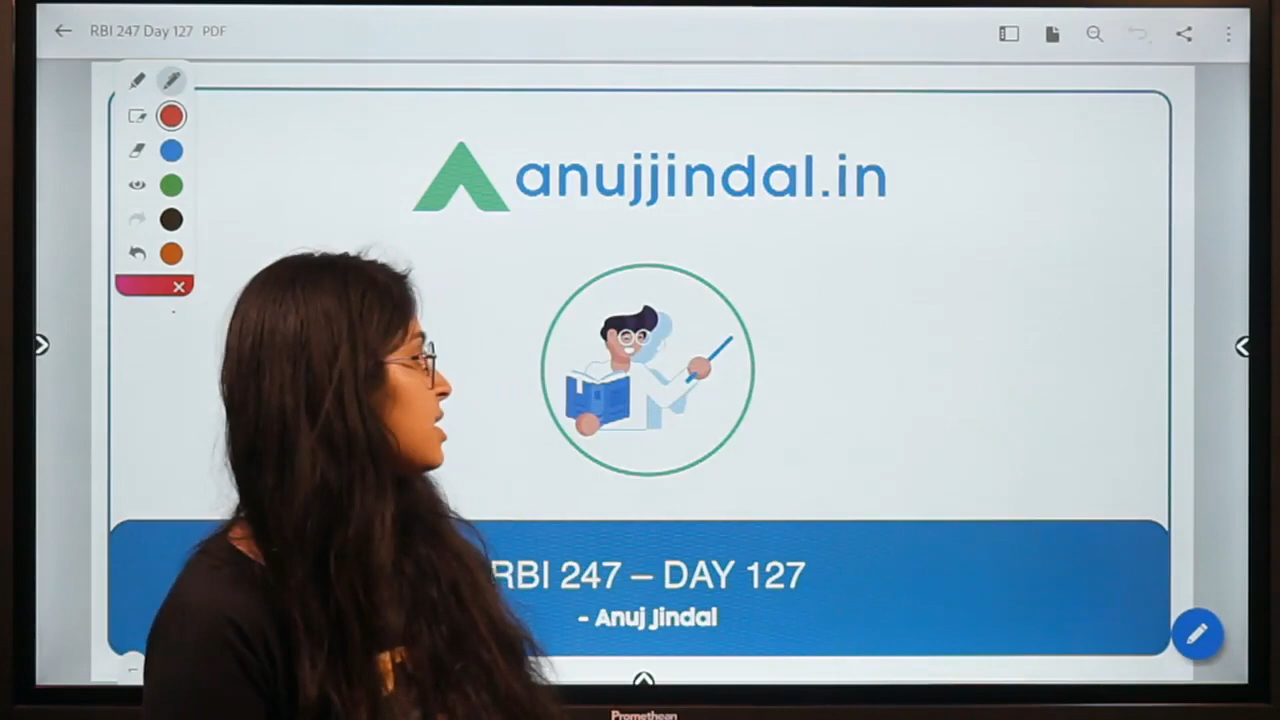 RBI 247 Day 127 PDF
anujjindal.in
RBI 247 – DAY 127
- Anuj Jindal
Promethean